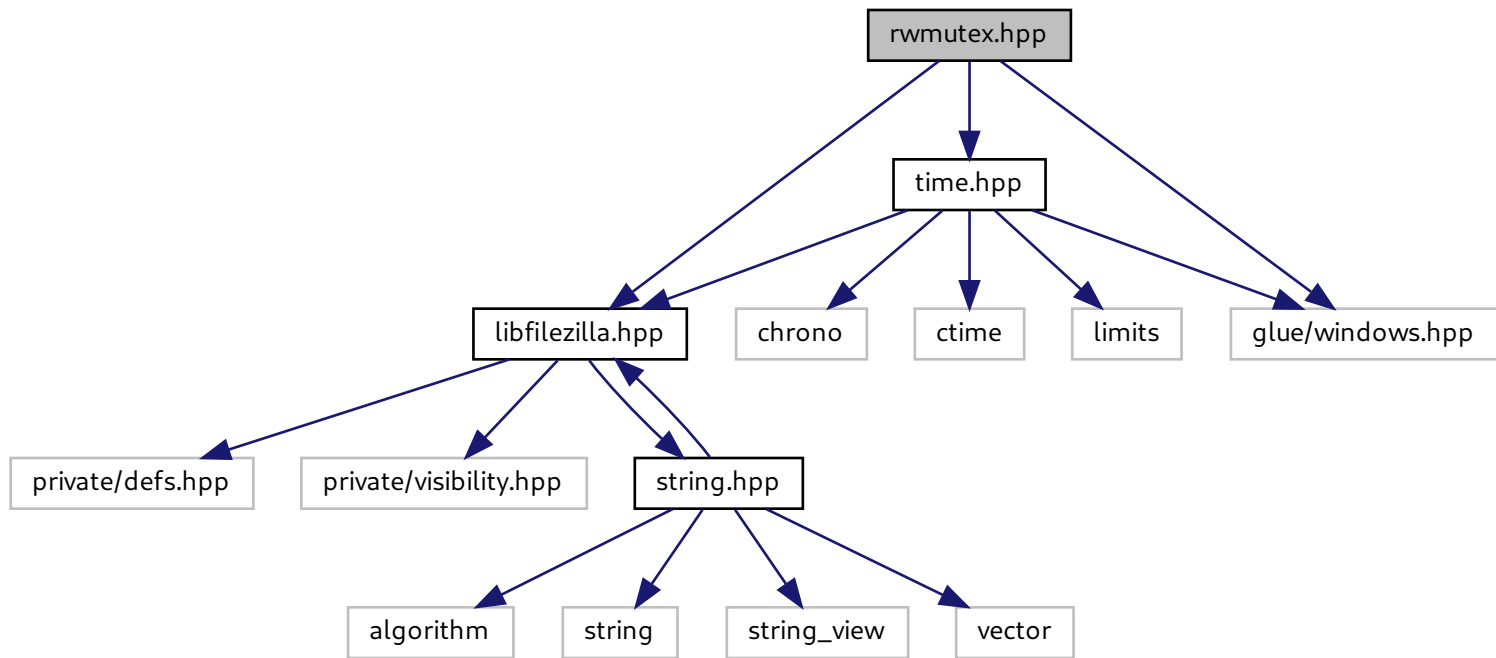 rwmutex.hpp
time.hpp
libfilezilla.hpp
chrono
ctime
limits
glue/windows.hpp
private/defs.hpp
private/visibility.hpp
string.hpp
algorithm
string
string_view
vector